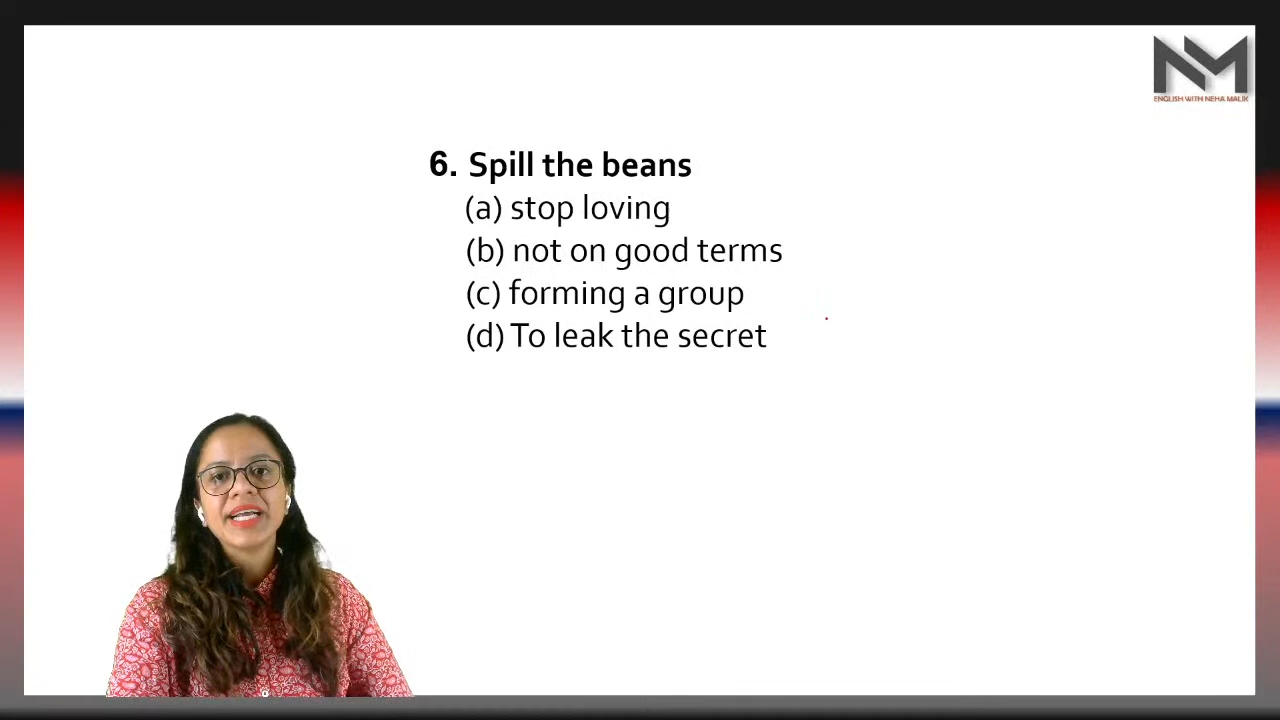 NM
ENGLISH WITH NEHA MALIK
6. Spill the beans
(a) stop loving
(b) not on good terms
(c) forming a group
(d) To leak the secret